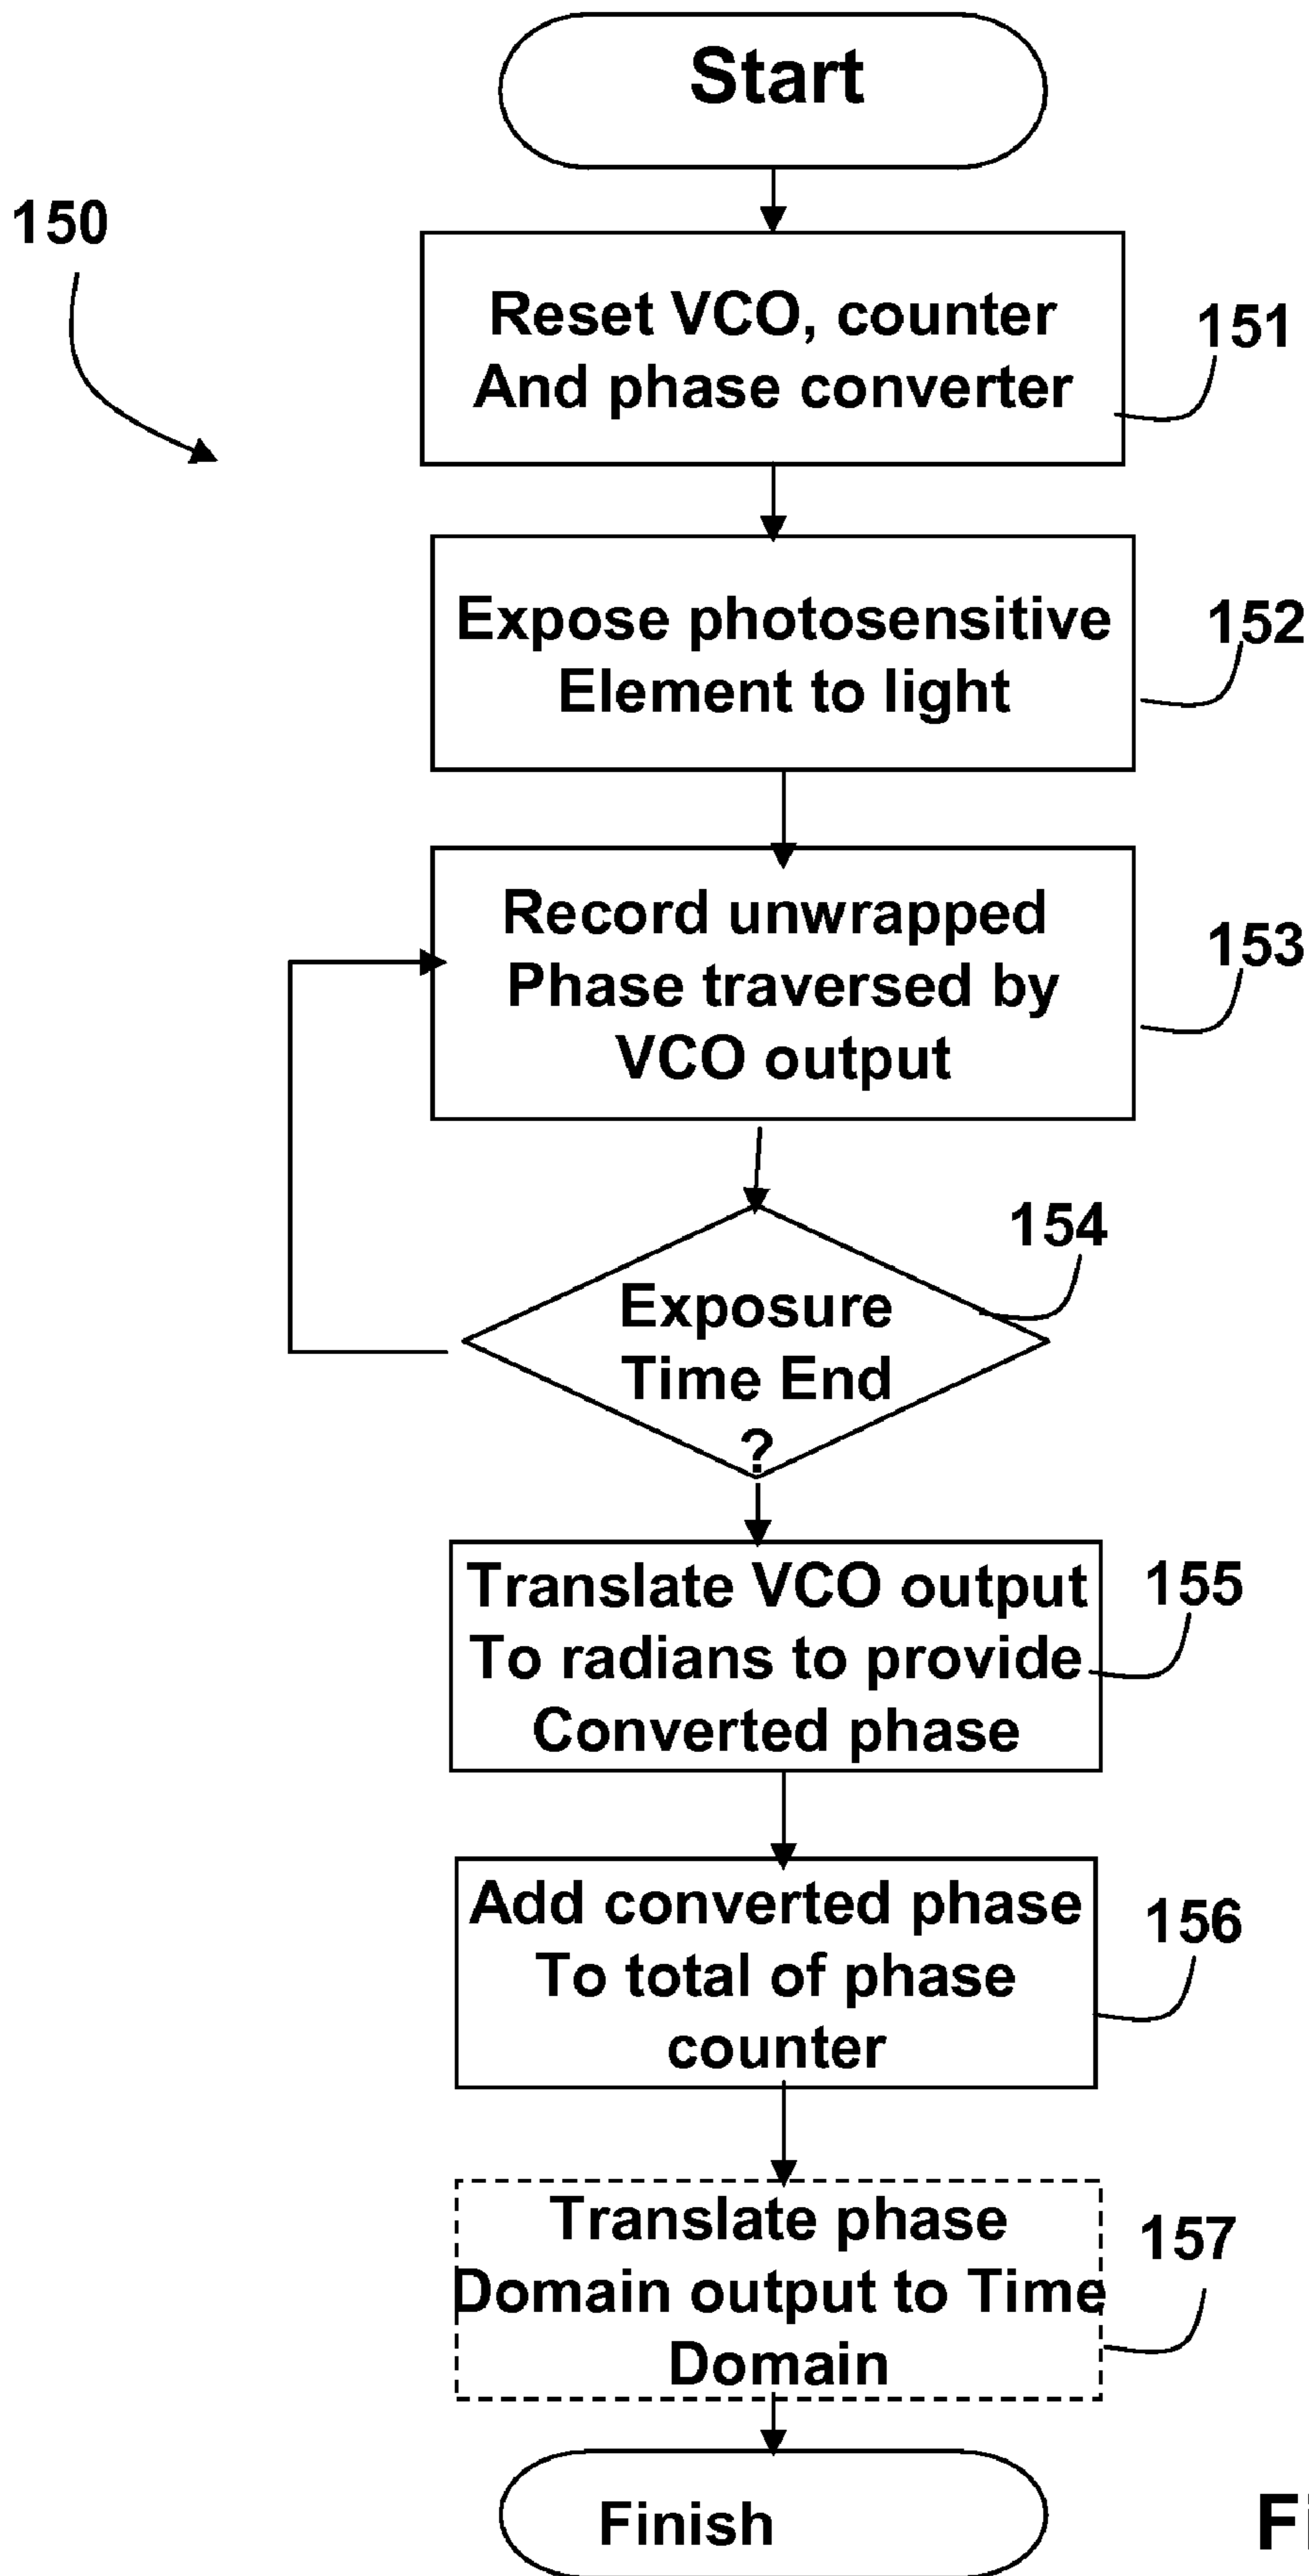 Start
150
Reset VCO, counter
And phase converter
151
Expose photosensitive
Element to light
152
Record unwrapped
Phase traversed by
VCO output
153
154
Exposure
Time End
?
Translate VCO output
To radians to provide
Converted phase
155
Add converted phase
To total of phase
counter
156
Translate phase
Domain output to Time
Domain
157
Finish